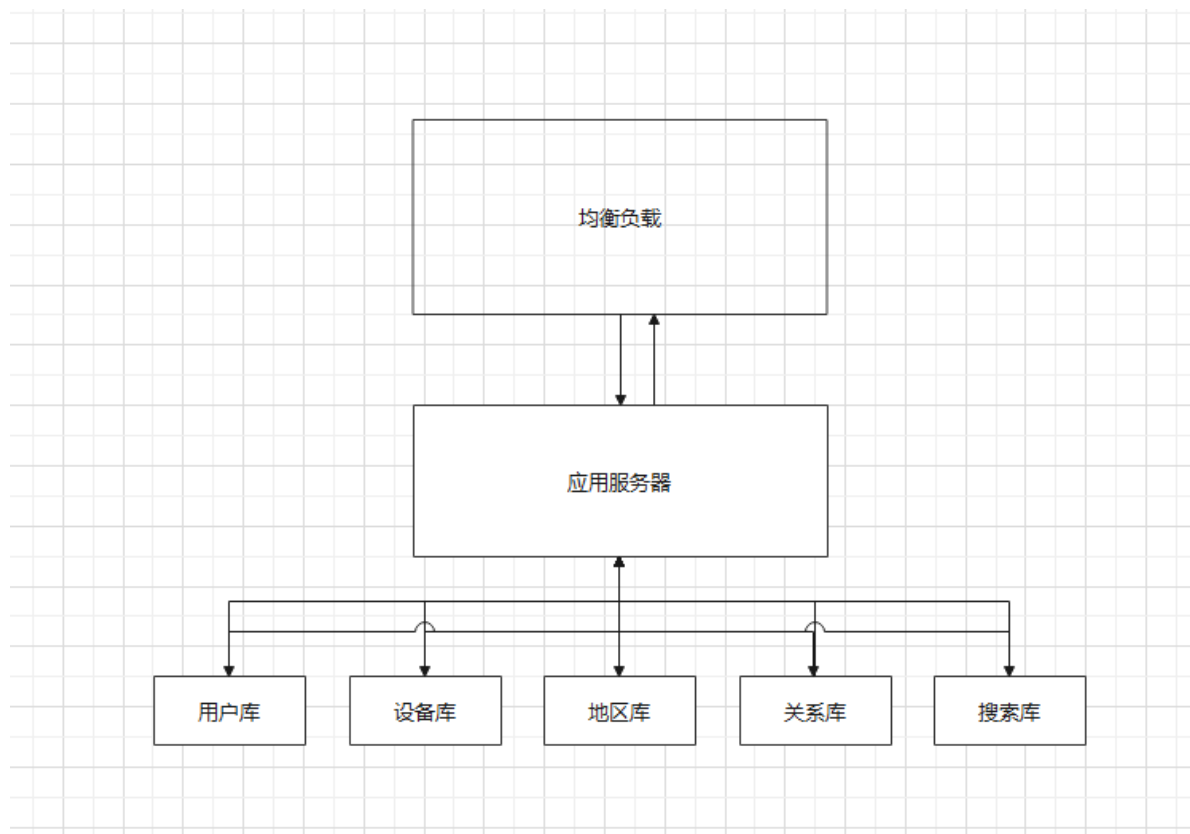 均衡负载
应用服务器
用户库
设备库
地区库
关系库
搜索库